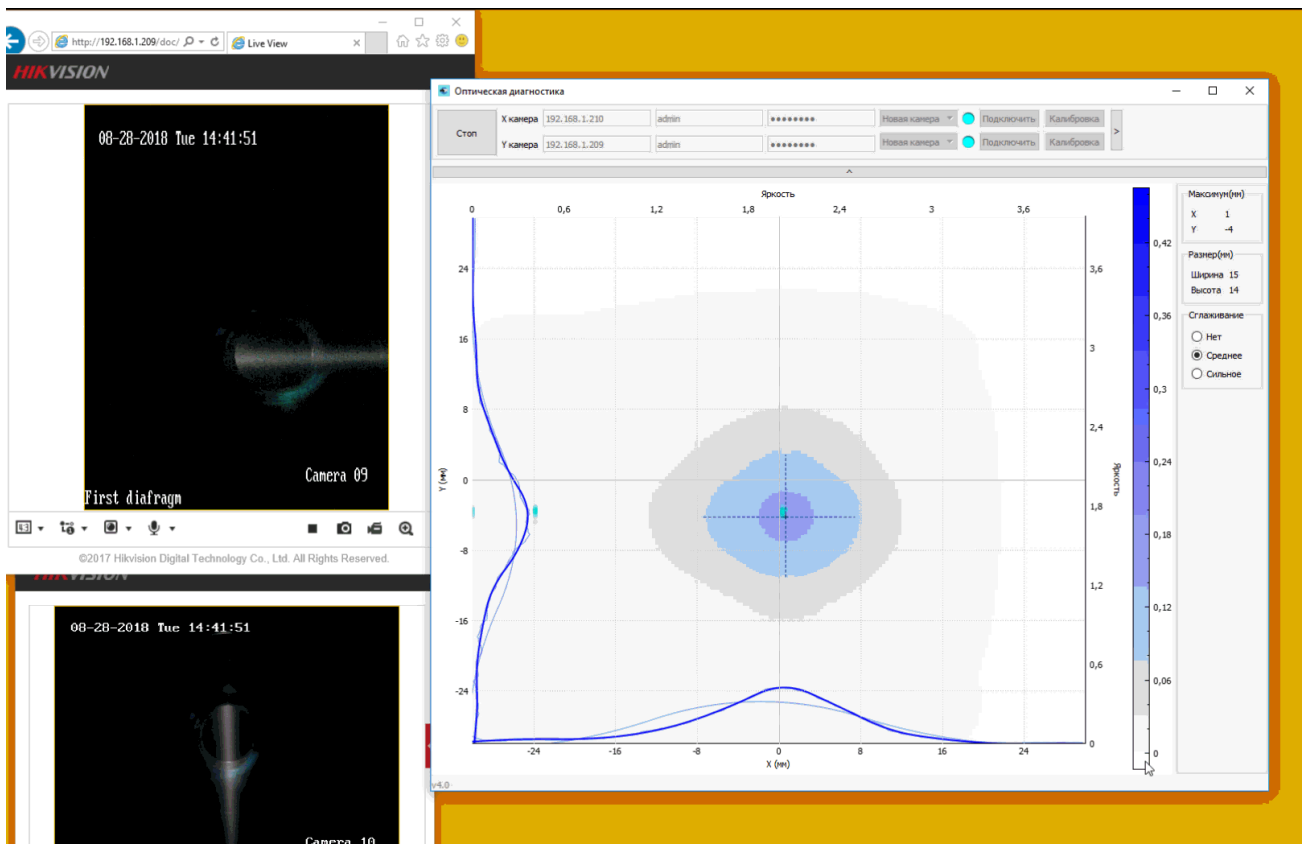 http://192.168.1.209/doc/
Live View
HIKVISION
08-28-2018 Tue 14:41:51
Camera 09
First diafragm
4:3
©2017 Hikvision Digital Technology Co., Ltd. All Rights Reserved.
HIKVISION
08-28-2018 Tue 14:41:51
Camera 10
Оптическая диагностика
Стоп
X камера 192.168.1.210 admin ●●●●●●●● Новая камера Подключить Калибровка
Y камера 192.168.1.209 admin ●●●●●●●● Новая камера Подключить Калибровка
>
^
Яркость
0 0,6 1,2 1,8 2,4 3 3,6
24
16
8
0
-8
-16
-24
Y (мм)
-24 -16 -8 0 8 16 24
X (мм)
3,6
3
2,4
1,8
1,2
0,6
0
Яркость
0,42
0,36
0,3
0,24
0,18
0,12
0,06
0
Максимун(мм)
X 1
Y -4
Размер(мм)
Ширина 15
Высота 14
Сглаживание
Нет
Среднее
Сильное
v4.0